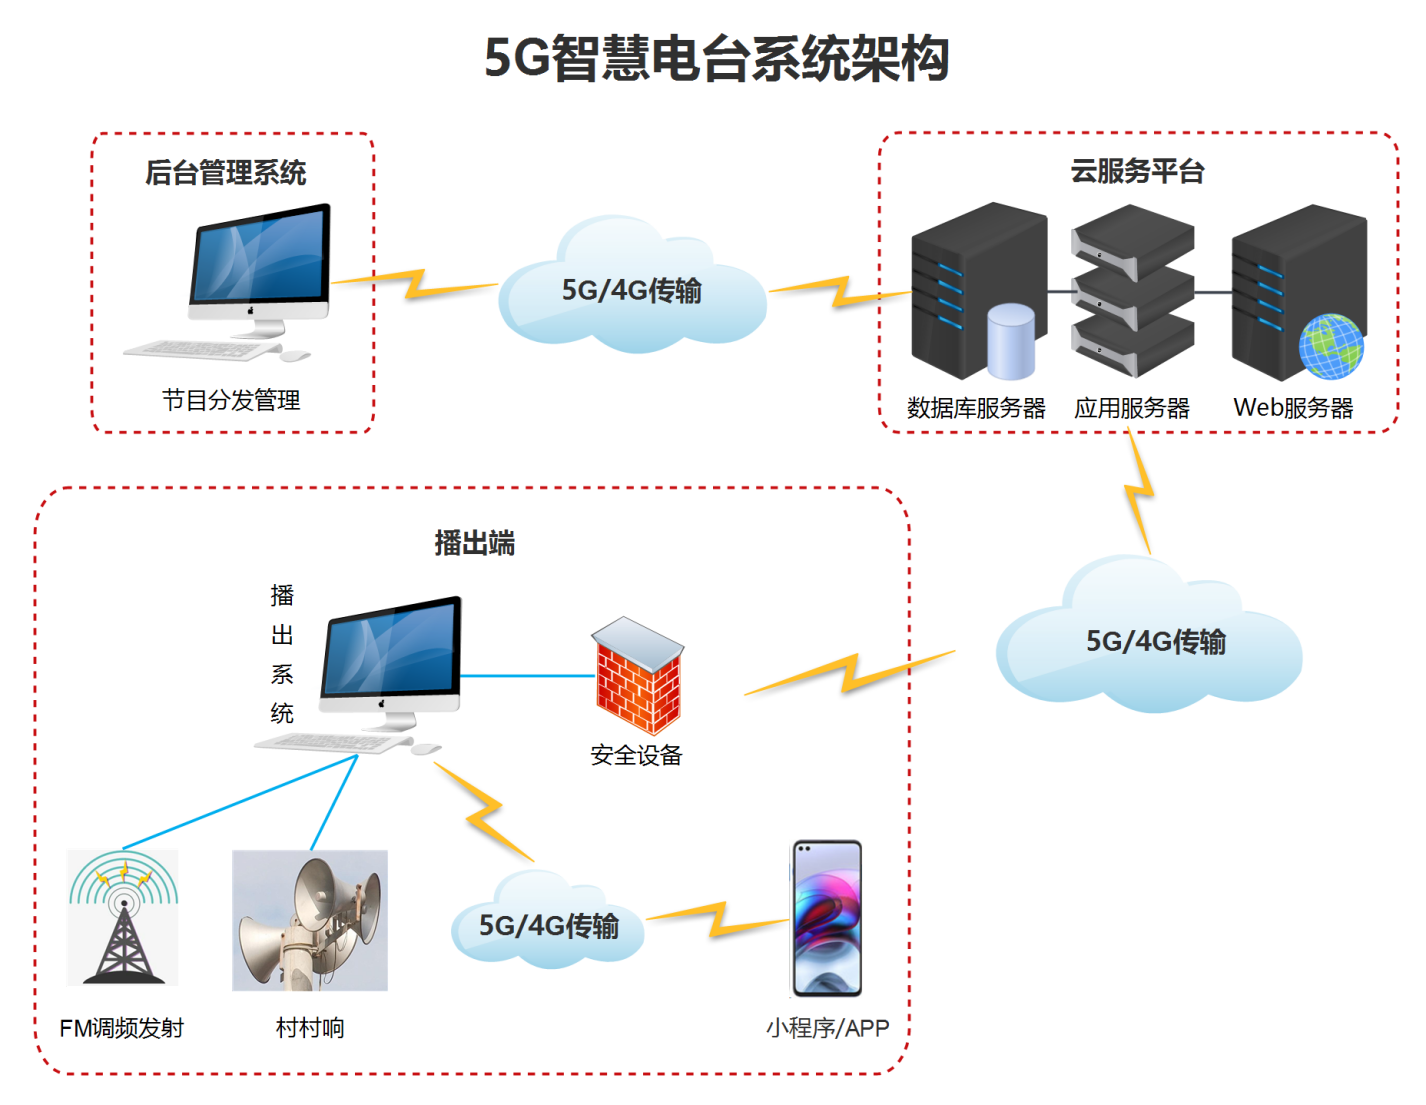 5G智慧电台系统架构
后台管理系统
节目分发管理
5G/4G传输
云服务平台
数据库服务器
应用服务器
Web服务器
5G/4G传输
播出端
播
出
系
统
安全设备
5G/4G传输
FM调频发射
村村响
小程序/APP